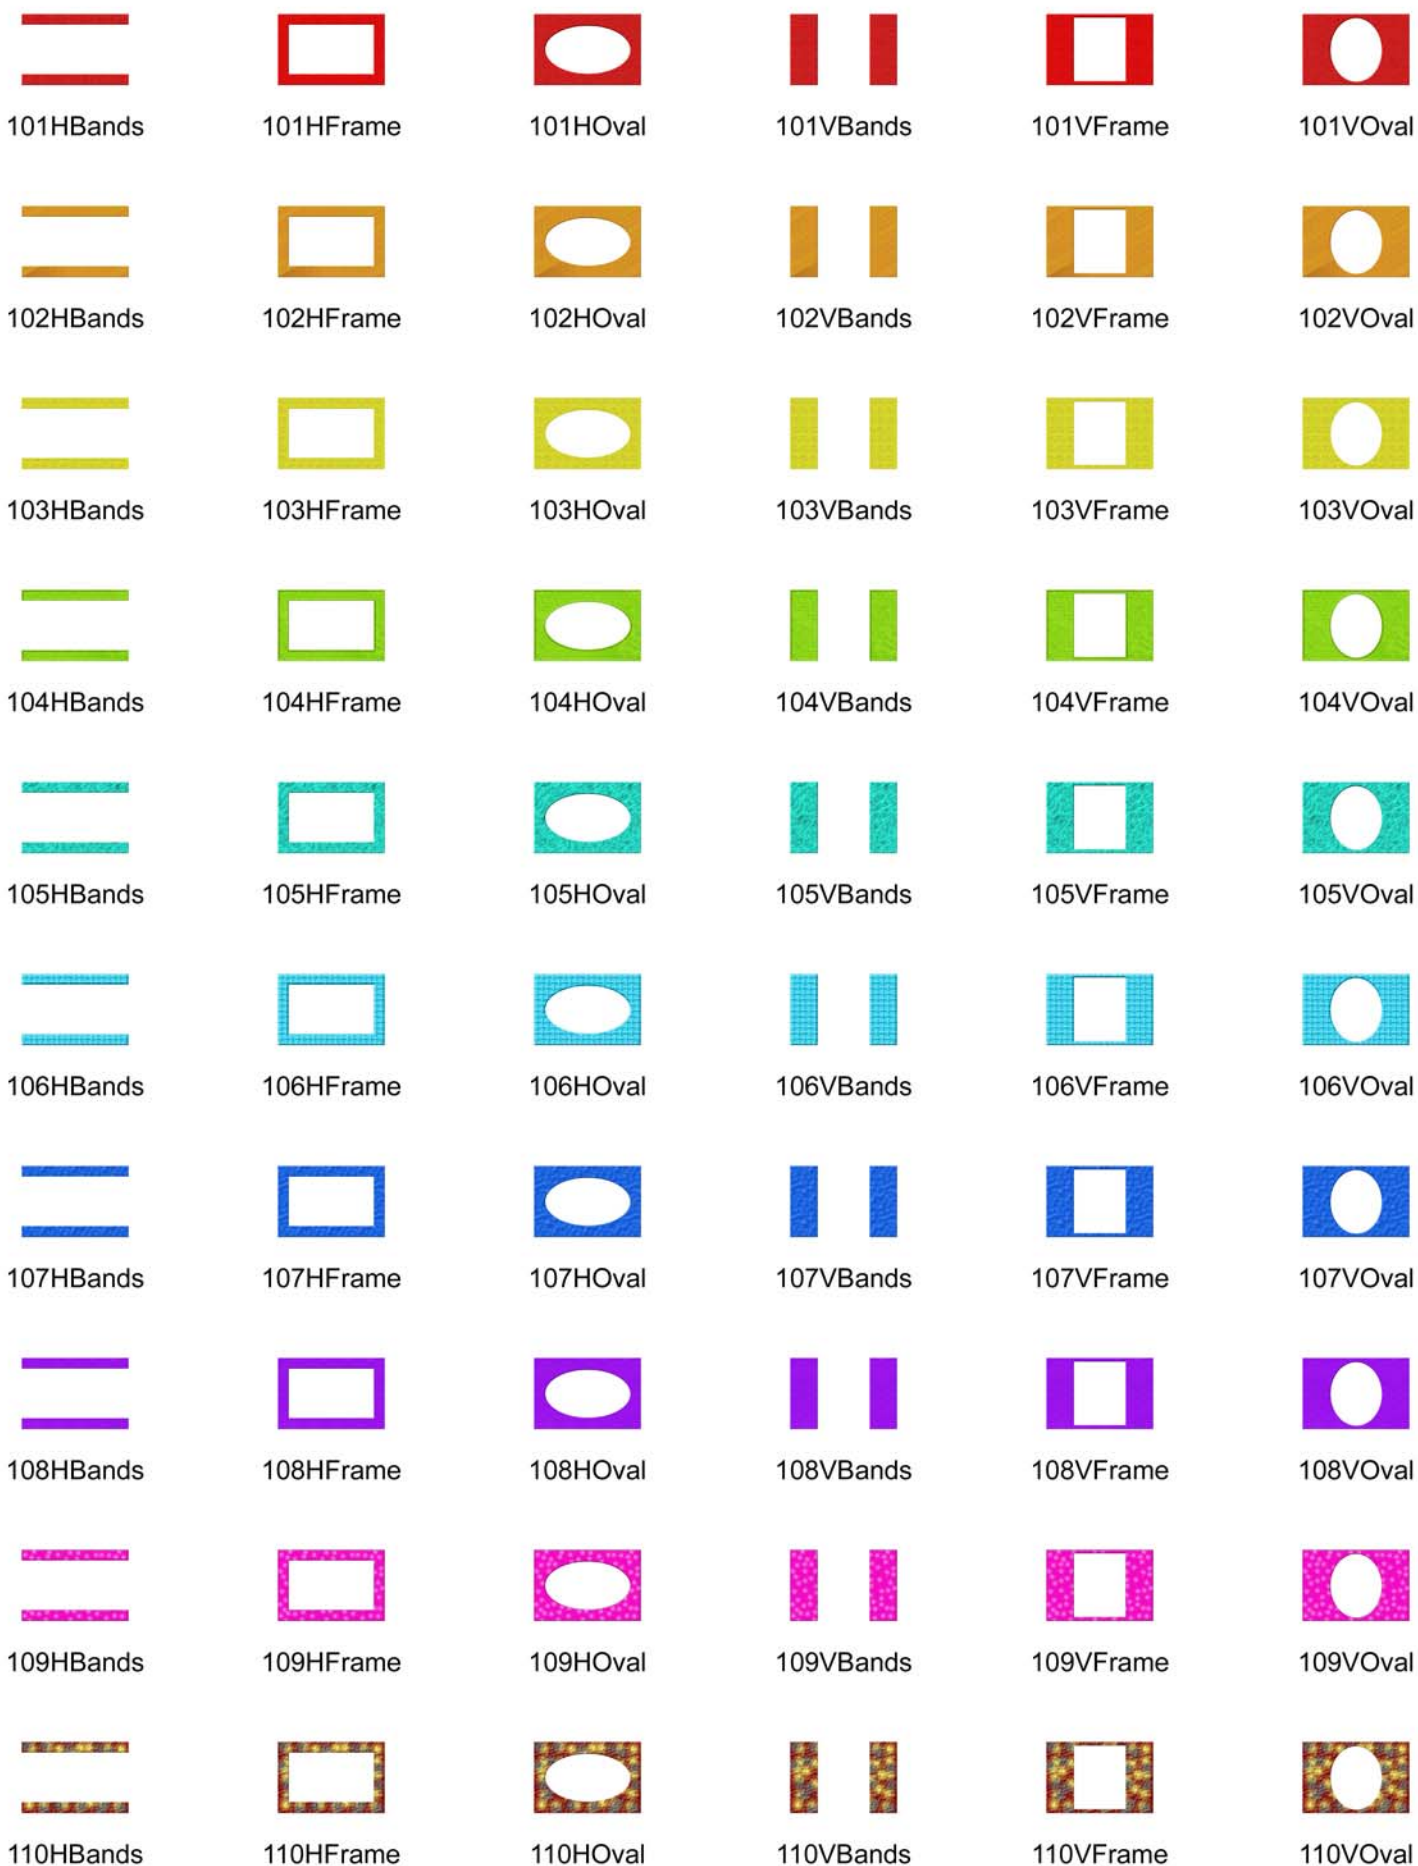 101HBands 101HFrame 101HOval 101VBands 101VFrame 101VOval
102HBands 102HFrame 102HOval 102VBands 102VFrame 102VOval
103HBands 103HFrame 103HOval 103VBands 103VFrame 103VOval
104HBands 104HFrame 104HOval 104VBands 104VFrame 104VOval
105HBands 105HFrame 105HOval 105VBands 105VFrame 105VOval
106HBands 106HFrame 106HOval 106VBands 106VFrame 106VOval
107HBands 107HFrame 107HOval 107VBands 107VFrame 107VOval
108HBands 108HFrame 108HOval 108VBands 108VFrame 108VOval
109HBands 109HFrame 109HOval 109VBands 109VFrame 109VOval
110HBands 110HFrame 110HOval 110VBands 110VFrame 110VOval